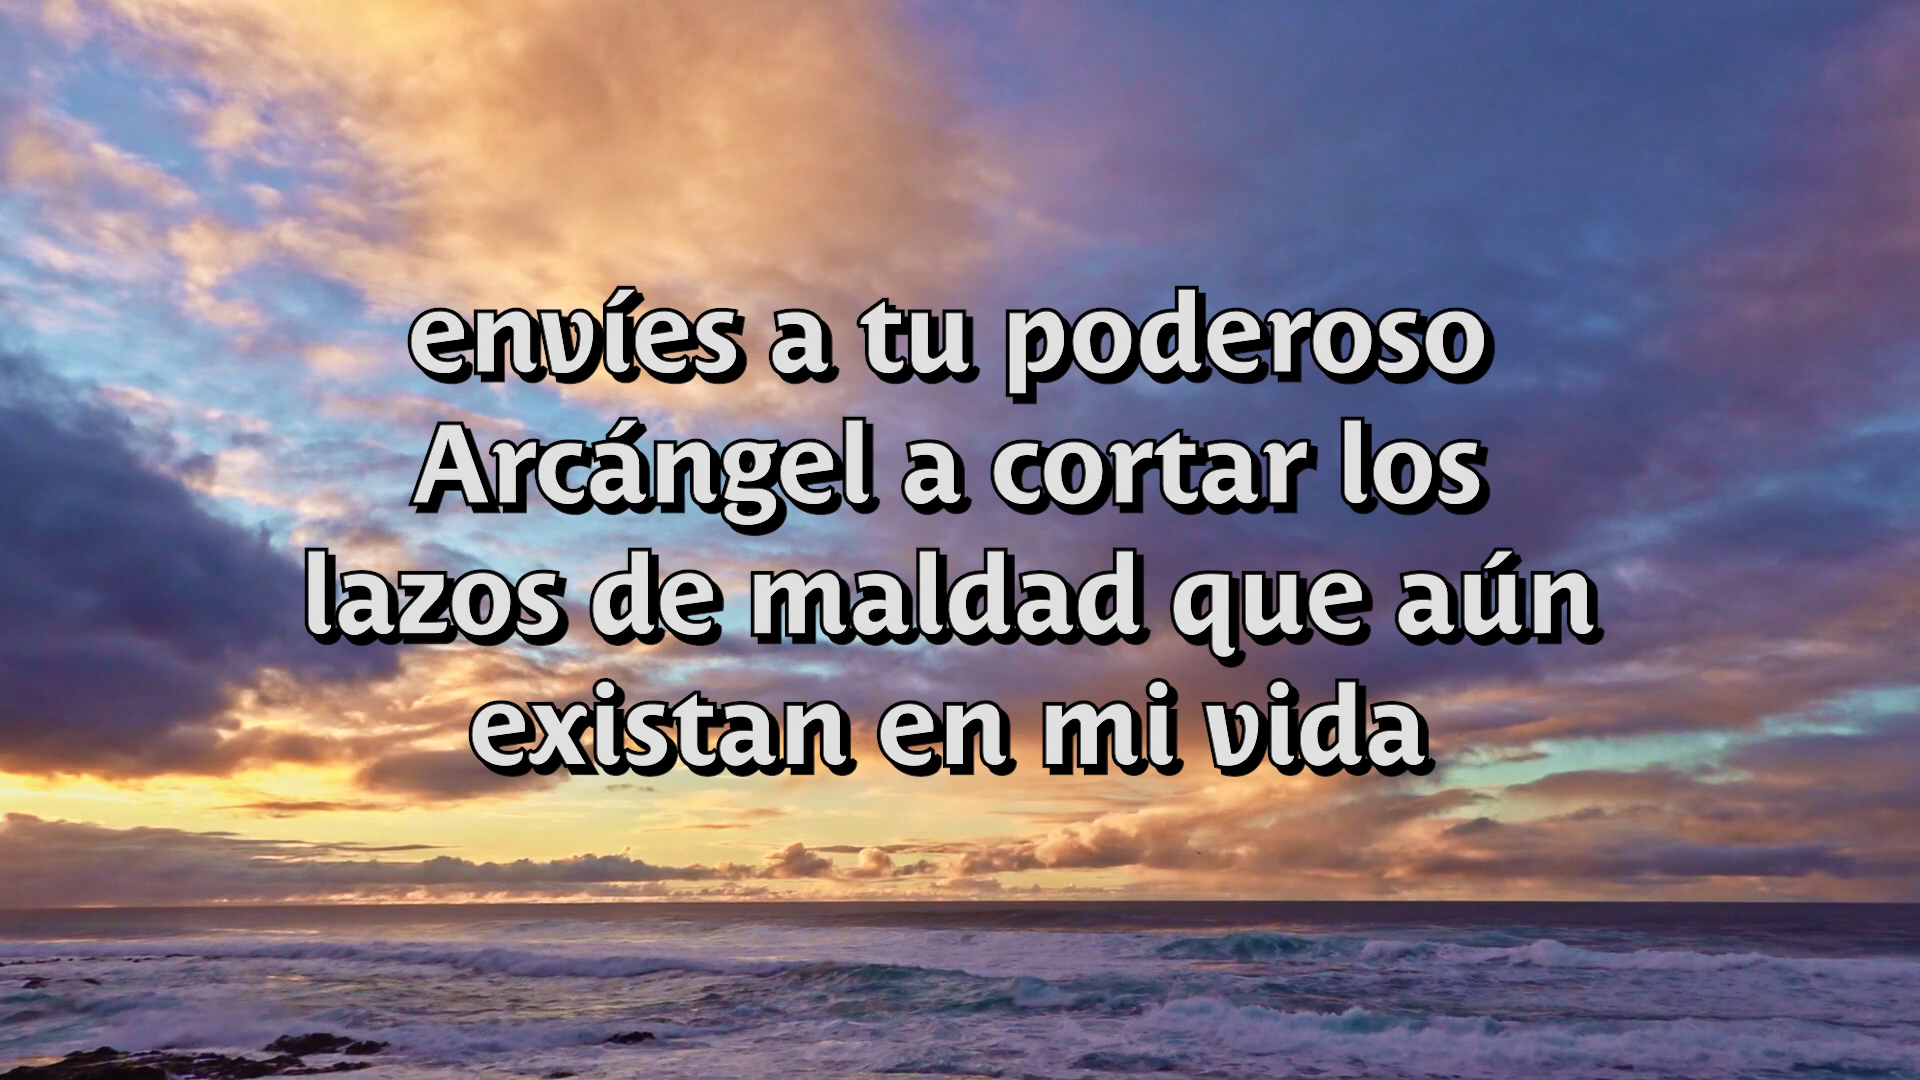 envíes a tu poderoso
Arcángel a cortar los
lazos de maldad que aún
existan en mi vida